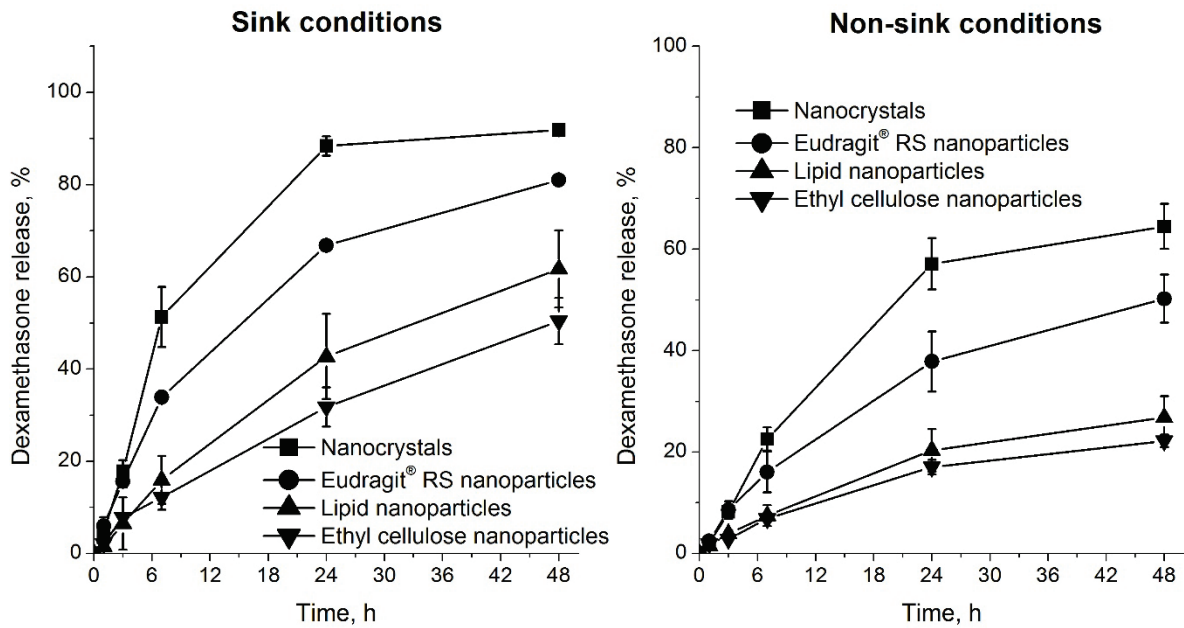 Sink conditions
Dexamethasone release, %
100
80
60
40
20
0
Nanocrystals
Eudragit® RS nanoparticles
Lipid nanoparticles
Ethyl cellulose nanoparticles
0 6 12 18 24 30 36 42 48
Time, h
Non-sink conditions
Dexamethasone release, %
100
80
60
40
20
0
Nanocrystals
Eudragit® RS nanoparticles
Lipid nanoparticles
Ethyl cellulose nanoparticles
0 6 12 18 24 30 36 42 48
Time, h